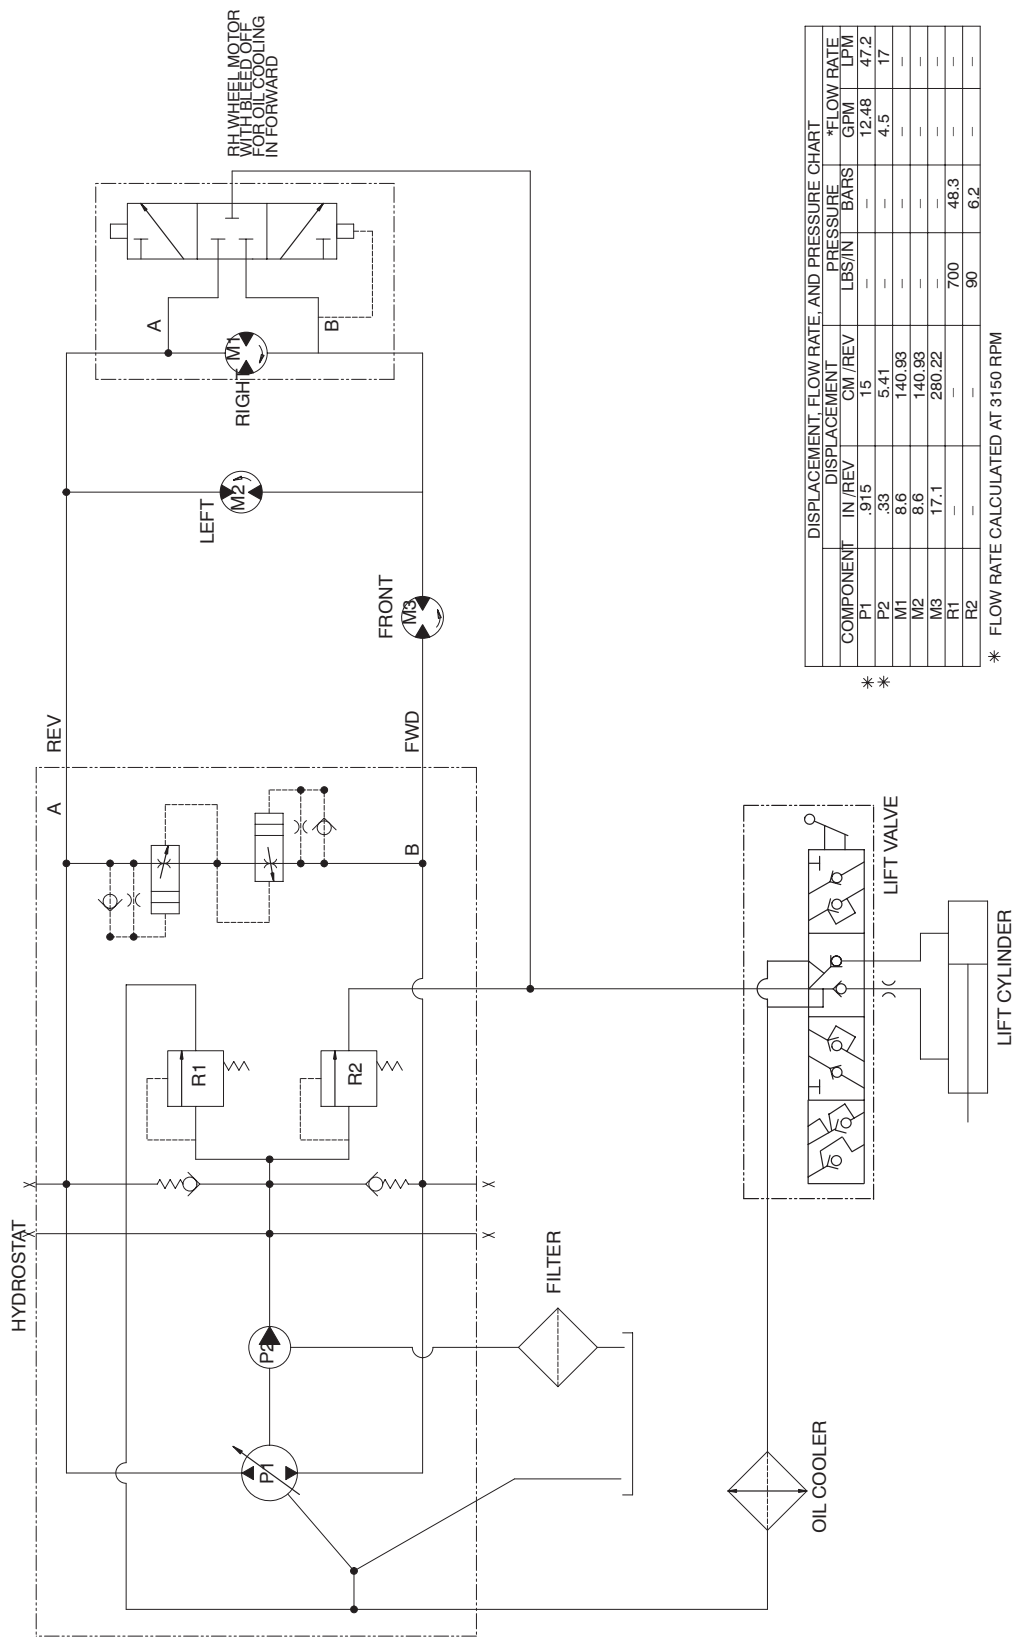 RH WHEEL MOTOR
WITH BLEED OFF
FOR OIL COOLING
IN FORWARD
A
B
M1
RIGHT
M2
LEFT
M3
FRONT
REV
FWD
A
B
R1
R2
HYDROSTAT
P2
P1
FILTER
OIL COOLER
LIFT VALVE
LIFT CYLINDER
DISPLACEMENT, FLOW RATE, AND PRESSURE CHART
DISPLACEMENT PRESSURE *FLOW RATE
COMPONENT IN /REV CM /REV LBS/IN BARS GPM LPM
* P1 .915 15 – – 12.48 47.2
* P2 .33 5.41 – – 4.5 17
M1 8.6 140.93 – – – –
M2 8.6 140.93 – – – –
M3 17.1 280.22 – – – –
R1 – – 700 48.3 – –
R2 – – 90 6.2 – –
* FLOW RATE CALCULATED AT 3150 RPM